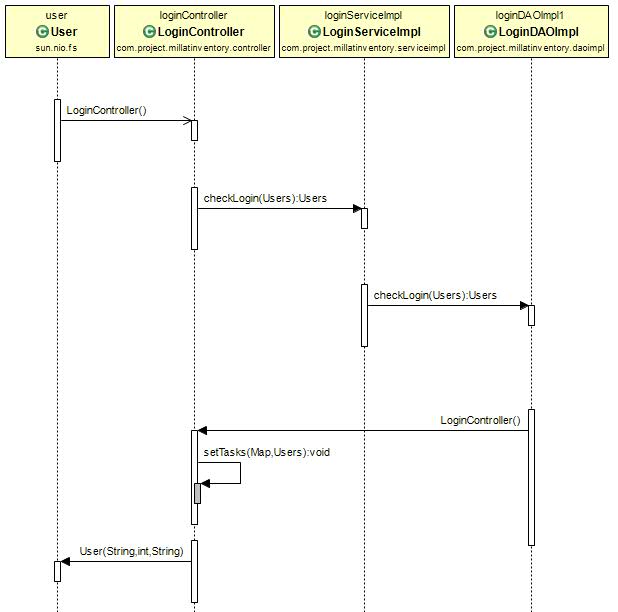 user
C User
sun.nio.fs
loginController
C LoginController
com.project.millatinventory.controller
loginServiceImpl
C LoginServiceImpl
com.project.millatinventory.serviceimpl
loginDAOImpl1
C LoginDAOImpl
com.project.millatinventory.daoimpl
LoginController()
checkLogin(Users):Users
checkLogin(Users):Users
LoginController()
setTasks(Map,Users):void
User(String,int,String)